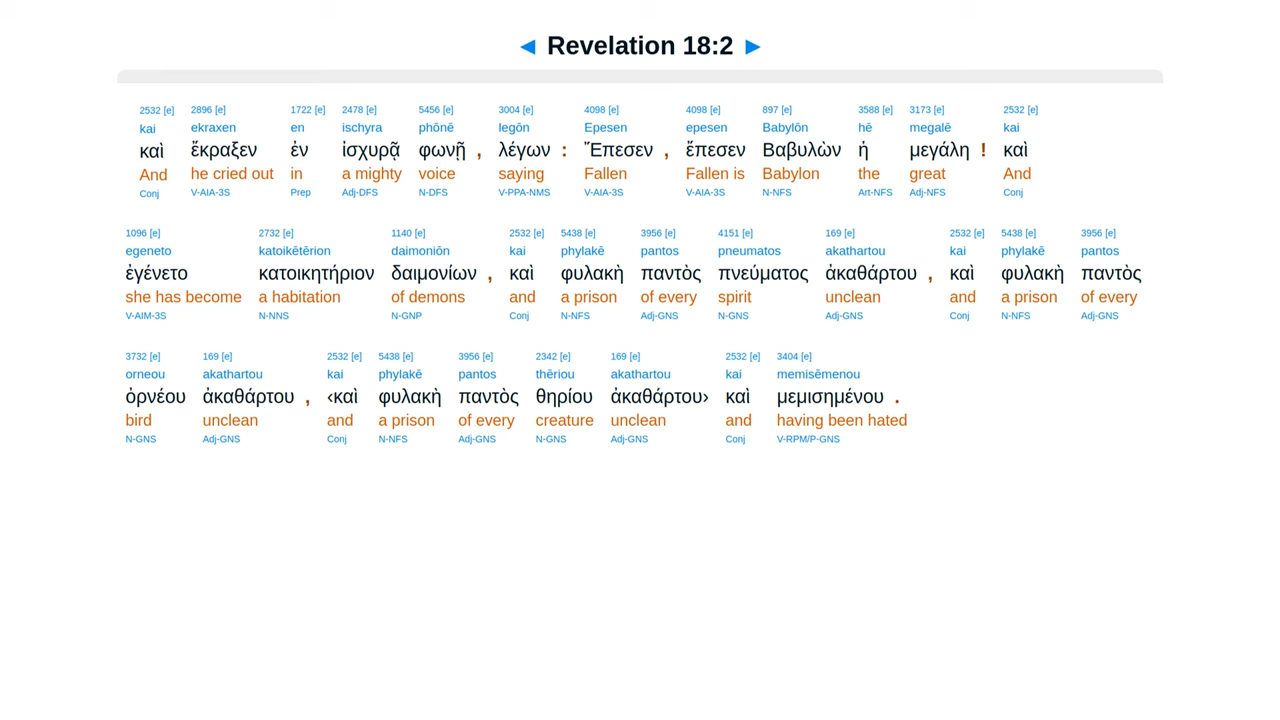 ◄ Revelation 18:2 ►
2532 [e] 2896 [e] 1722 [e] 2478 [e] 5456 [e] 3004 [e] 4098 [e] 4098 [e] 897 [e] 3588 [e] 3173 [e] 2532 [e]
kai ekraxen en ischyra phōnē legōn Epesen epesen Babylōn hē megalē kai
καὶ ἔκραξεν ἐν ἰσχυρᾷ φωνῇ , λέγων : Ἔπεσεν , ἔπεσεν Βαβυλὼν ἡ μεγάλη ! καὶ
And he cried out in a mighty voice saying Fallen Fallen is Babylon the great And
Conj V-AIA-3S Prep Adj-DFS N-DFS V-PPA-NMS V-AIA-3S V-AIA-3S N-NFS Art-NFS Adj-NFS Conj
1096 [e] 2732 [e] 1140 [e] 2532 [e] 5438 [e] 3956 [e] 4151 [e] 169 [e] 2532 [e] 5438 [e] 3956 [e]
egeneto katoikētērion daimoniōn kai phylakē pantos pneumatos akathartou kai phylakē pantos
ἐγένετο κατοικητήριον δαιμονίων , καὶ φυλακὴ παντὸς πνεύματος ἀκαθάρτου , καὶ φυλακὴ παντὸς
she has become a habitation of demons and a prison of every spirit unclean and a prison of every
V-AIM-3S N-NNS N-GNP Conj N-NFS Adj-GNS N-GNS Adj-GNS Conj N-NFS Adj-GNS
3732 [e] 169 [e] 2532 [e] 5438 [e] 3956 [e] 2342 [e] 169 [e] 2532 [e] 3404 [e]
orneou akathartou kai phylakē pantos thēriou akathartou kai memisēmenou
ὀρνέου ἀκαθάρτου , ‹καὶ φυλακὴ παντὸς θηρίου ἀκαθάρτου› καὶ μεμισημένου .
bird unclean and a prison of every creature unclean and having been hated
N-GNS Adj-GNS Conj N-NFS Adj-GNS N-GNS Adj-GNS Conj V-RPM/P-GNS